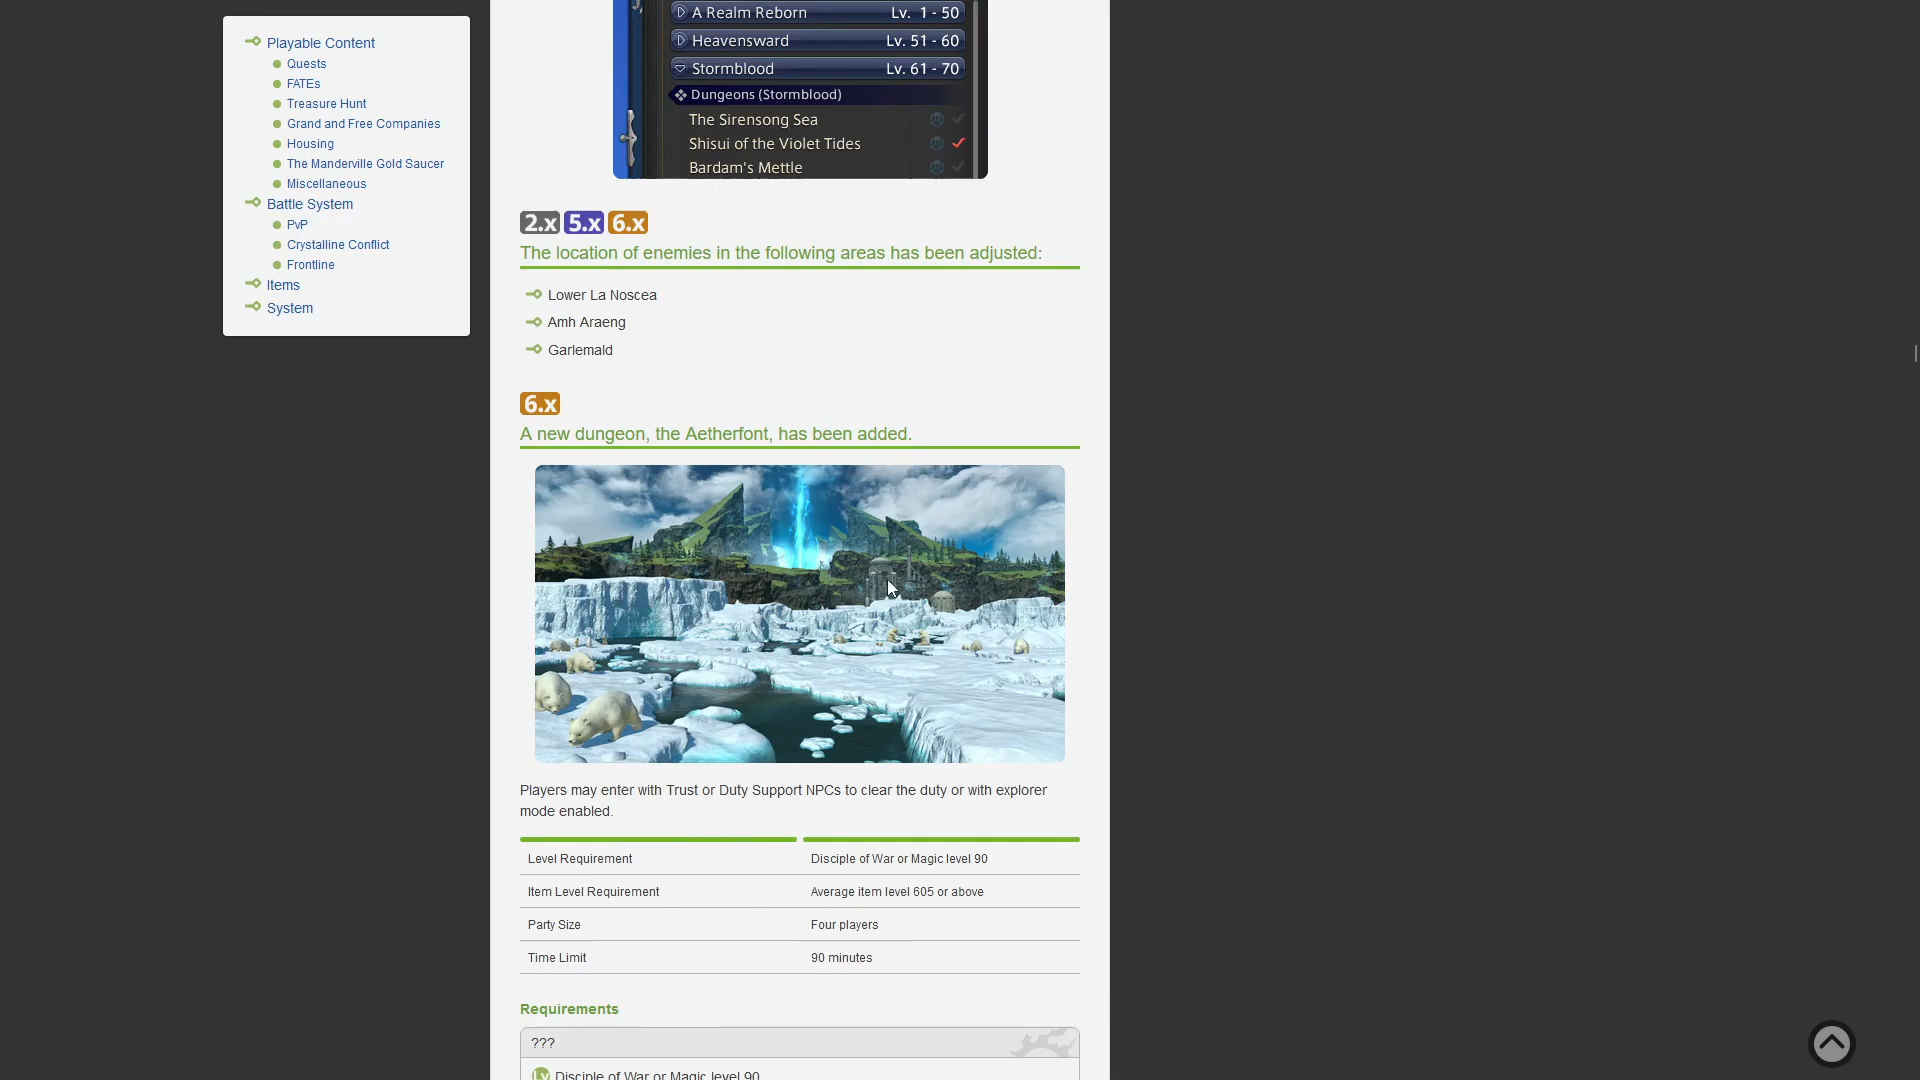 Playable Content
Quests
FATEs
Treasure Hunt
Grand and Free Companies
Housing
The Manderville Gold Saucer
Miscellaneous
Battle System
PvP
Crystalline Conflict
Frontline
Items
System
A Realm Reborn Lv. 1 - 50
Heavensward Lv. 51 - 60
Stormblood Lv. 61 - 70
Dungeons (Stormblood)
The Sirensong Sea
Shisui of the Violet Tides
Bardam's Mettle
2.x 5.x 6.x
The location of enemies in the following areas has been adjusted:
Lower La Noscea
Amh Araeng
Garlemald
6.x
A new dungeon, the Aetherfont, has been added.
Players may enter with Trust or Duty Support NPCs to clear the duty or with explorer
mode enabled.
Level Requirement Disciple of War or Magic level 90
Item Level Requirement Average item level 605 or above
Party Size Four players
Time Limit 90 minutes
Requirements
???
Lv Disciple of War or Magic level 90